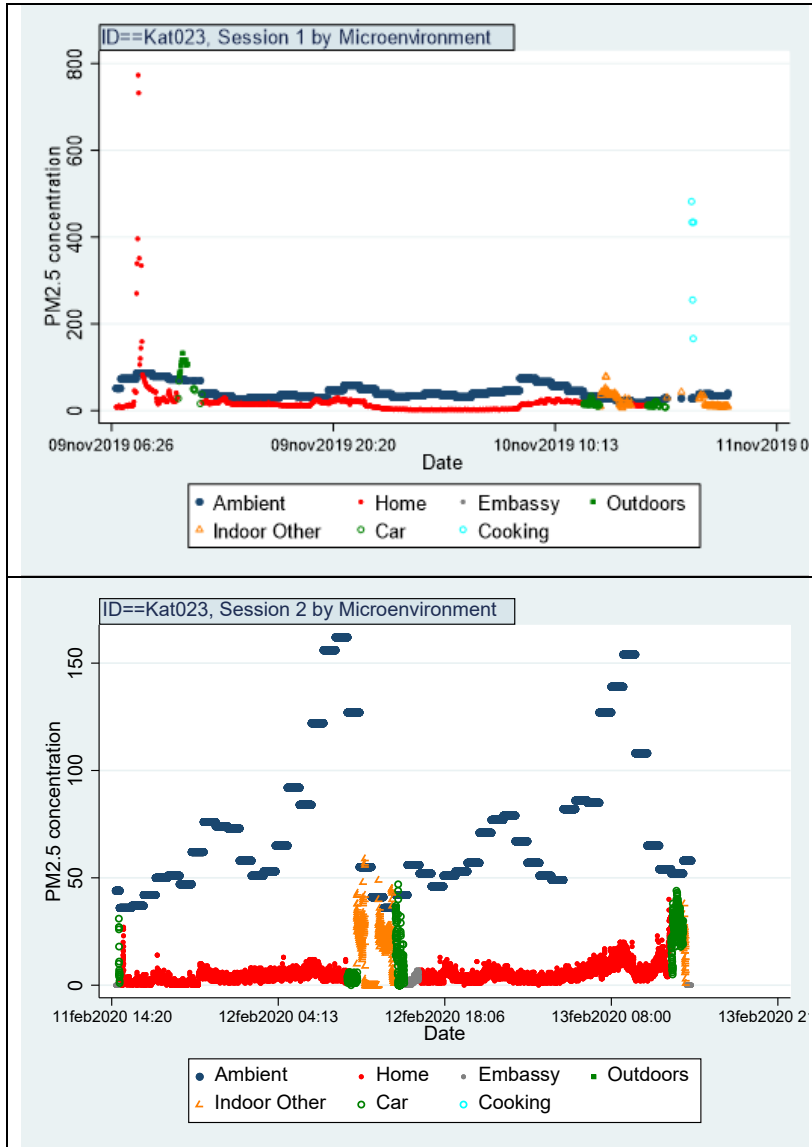 ID==Kat023, Session 1 by Microenvironment
PM2.5 concentration
800
600
400
200
0
09nov2019 06:26 09nov2019 20:20 10nov2019 10:13 11nov2019 0
Date
Ambient Home Embassy Outdoors
Indoor Other Car Cooking
ID==Kat023, Session 2 by Microenvironment
PM2.5 concentration
150
100
50
0
11feb2020 14:20 12feb2020 04:13 12feb2020 18:06 13feb2020 08:00 13feb2020 21
Date
Ambient Home Embassy Outdoors
Indoor Other Car Cooking